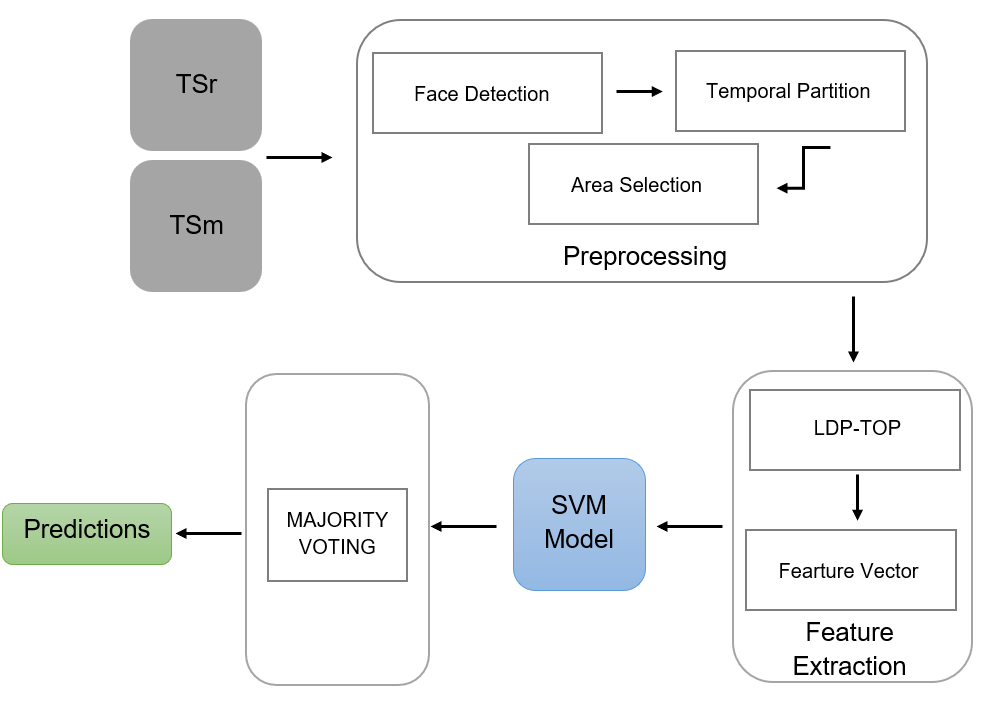 TSr
TSm
Face Detection
Temporal Partition
Area Selection
Preprocessing
LDP-TOP
Fearture Vector
Feature
Extraction
SVM
Model
MAJORITY
VOTING
Predictions